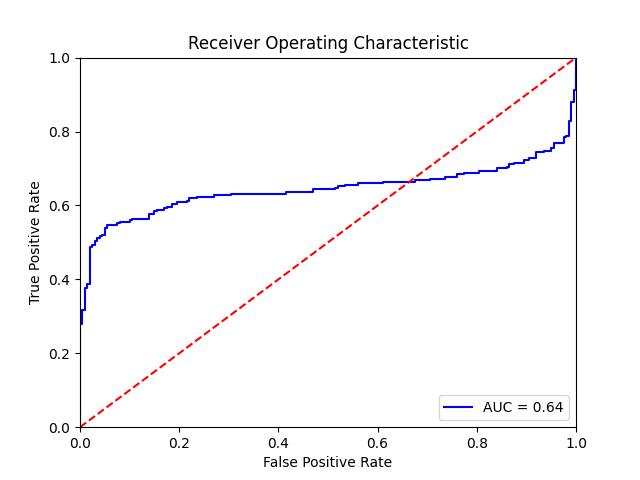 Receiver Operating Characteristic
1.0
0.8
0.6
0.4
0.2
0.0
True Positive Rate
AUC = 0.64
0.0 0.2 0.4 0.6 0.8 1.0
False Positive Rate